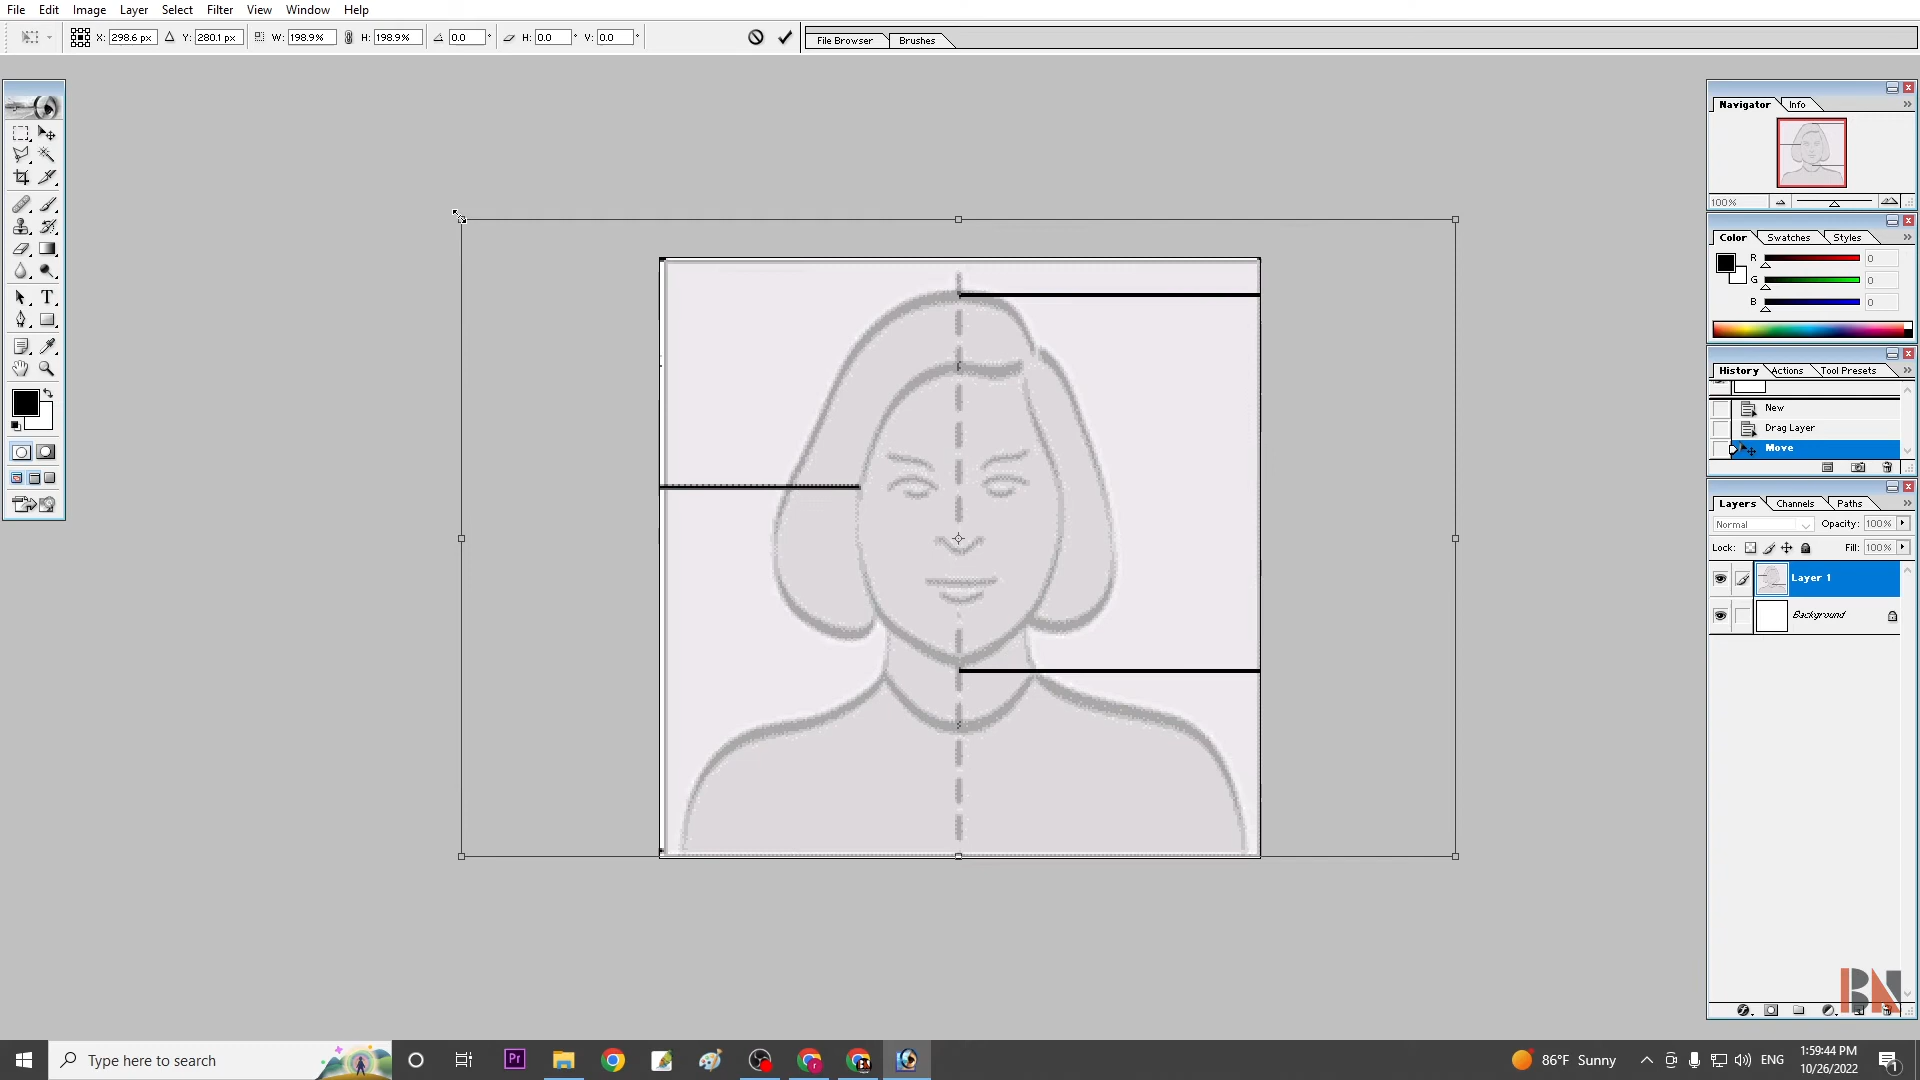 File Edit Image Layer Select Filter View Window Help
X: 298.6 px Y: 280.1 px W: 198.9% H: 198.9% 0.0 ° H: 0.0 ° V: 0.0 ° File Browser Brushes
Navigator Info
100%
Color Swatches Styles
R 0
G 0
B 0
History Actions Tool Presets
New
Drag Layer
Move
Layers Channels Paths
Normal Opacity: 100%
Lock: Fill: 100%
Layer 1
Background
BN
Type here to search
Pr
86°F Sunny
ENG
1:59:44 PM
10/26/2022
1